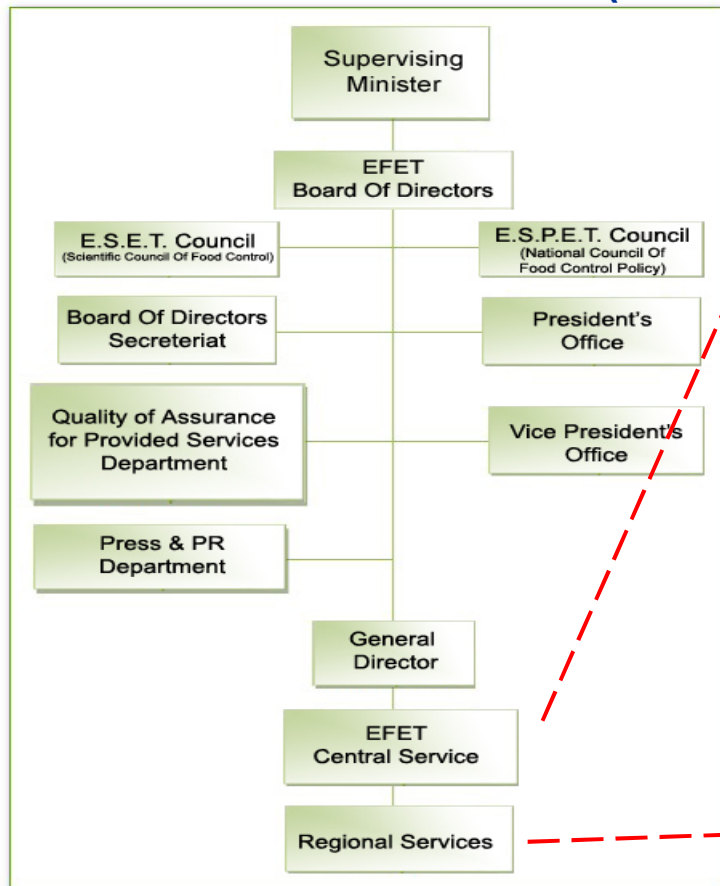 Supervising
Minister
EFET
Board Of Directors
E.S.E.T. Council
(Scientific Council Of Food Control)
E.S.P.E.T. Council
(National Council Of
Food Control Policy)
Board Of Directors
Secreteriat
President's
Office
Quality of Assurance
for Provided Services
Department
Vice President's
Office
Press & PR
Department
General
Director
EFET
Central Service
Regional Services